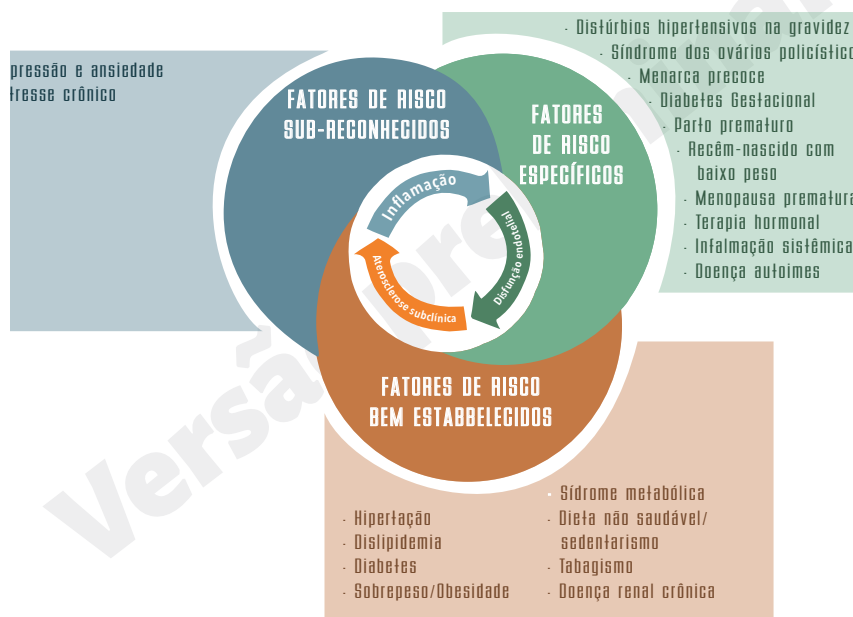 pressão e ansiedade
tresse crônico
FATORES DE RISCO
SUB-RECONHECIDOS
FATORES
DE RISCO
ESPECÍFICOS
- Distúrbios hipertensivos na gravidez
- Síndrome dos ovários policístico
- Menarca precoce
- Diabetes Gestacional
- Parto prematuro
- Recém-nascido com
baixo peso
- Menopausa prematura
- Terapia hormonal
- Infalmação sistêmica
- Doença autoimes
Inflamação
Disfunção endotelial
Aterosclerose subclínica
FATORES DE RISCO
BEM ESTABBELECIDOS
- Hipertação
- Dislipidemia
- Diabetes
- Sobrepeso/Obesidade
- Sídrome metabólica
- Dieta não saudável/
sedentarismo
- Tabagismo
- Doença renal crônica